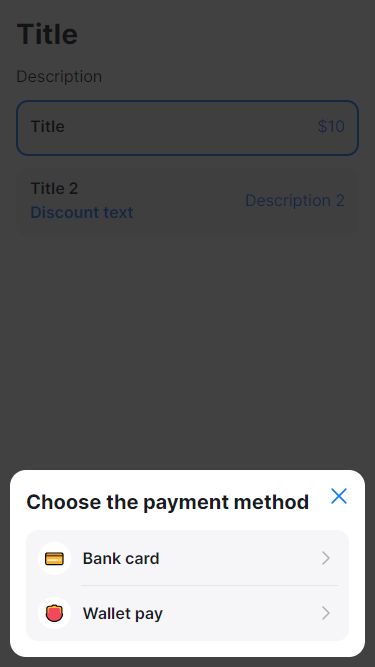 Title
Description
Title $10
Title 2
Discount text
Description 2
Choose the payment method
Bank card
Wallet pay